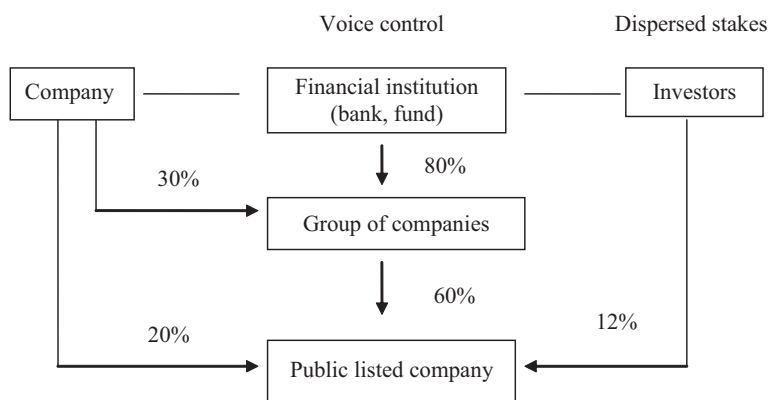 Voice control
Dispersed stakes
Company
Financial institution
(bank, fund)
Investors
30%
80%
Group of companies
60%
20%
12%
Public listed company